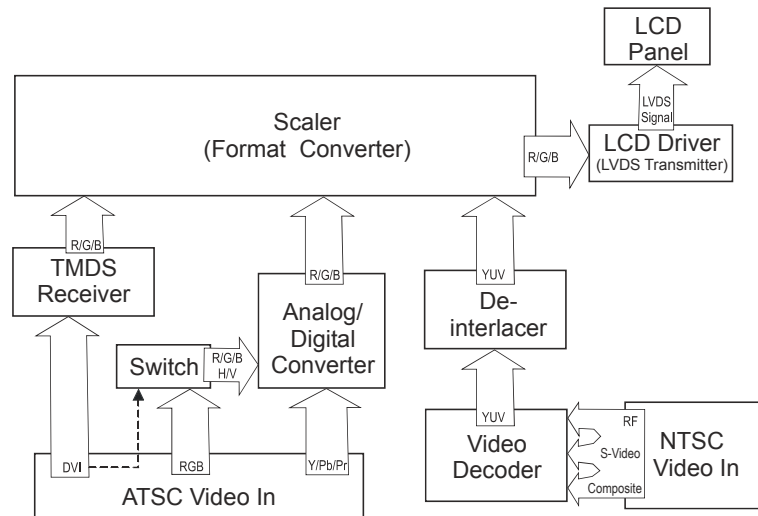 LCD
Panel
LVDS
Signal
Scaler
(Format Converter)
R/G/B
LCD Driver
(LVDS Transmitter)
R/G/B
R/G/B
YUV
TMDS
Receiver
Analog/
Digital
Converter
De-
interlacer
Switch
R/G/B
H/V
YUV
Video
Decoder
RF
S-Video
Composite
NTSC
Video In
DVI
RGB
Y/Pb/Pr
ATSC Video In